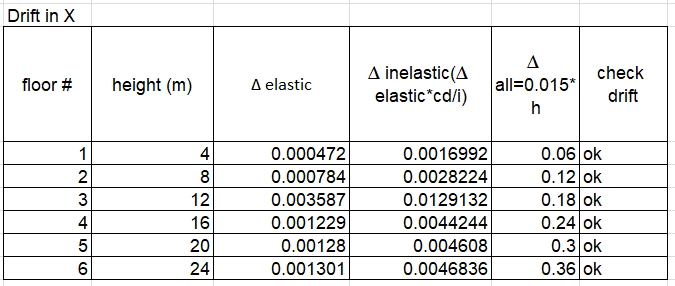 Drift in X
floor # height (m) Δ elastic Δ inelastic(Δ elastic*cd/i) Δ all=0.015*h check drift
1 4 0.000472 0.0016992 0.06 ok
2 8 0.000784 0.0028224 0.12 ok
3 12 0.003587 0.0129132 0.18 ok
4 16 0.001229 0.0044244 0.24 ok
5 20 0.00128 0.004608 0.3 ok
6 24 0.001301 0.0046836 0.36 ok